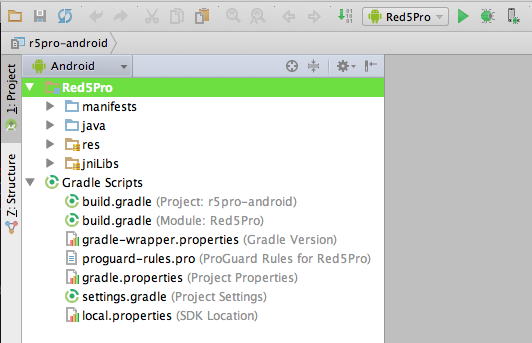 Red5Pro
r5pro-android
1: Project
Android
Red5Pro
manifests
java
res
jniLibs
Z: Structure
Gradle Scripts
build.gradle (Project: r5pro-android)
build.gradle (Module: Red5Pro)
gradle-wrapper.properties (Gradle Version)
proguard-rules.pro (ProGuard Rules for Red5Pro)
gradle.properties (Project Properties)
settings.gradle (Project Settings)
local.properties (SDK Location)